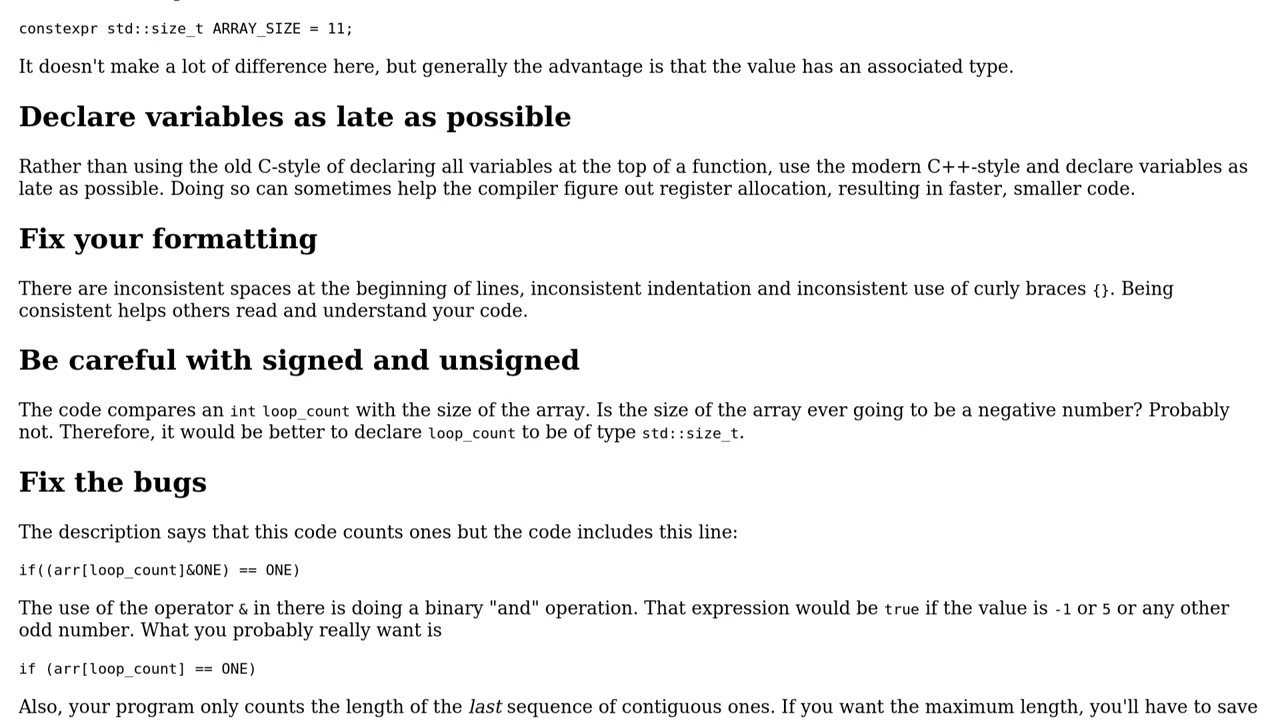 constexpr std::size_t ARRAY_SIZE = 11;
It doesn't make a lot of difference here, but generally the advantage is that the value has an associated type.
Declare variables as late as possible
Rather than using the old C-style of declaring all variables at the top of a function, use the modern C++-style and declare variables as
late as possible. Doing so can sometimes help the compiler figure out register allocation, resulting in faster, smaller code.
Fix your formatting
There are inconsistent spaces at the beginning of lines, inconsistent indentation and inconsistent use of curly braces {}. Being
consistent helps others read and understand your code.
Be careful with signed and unsigned
The code compares an int loop_count with the size of the array. Is the size of the array ever going to be a negative number? Probably
not. Therefore, it would be better to declare loop_count to be of type std::size_t.
Fix the bugs
The description says that this code counts ones but the code includes this line:
if((arr[loop_count]&ONE) == ONE)
The use of the operator & in there is doing a binary "and" operation. That expression would be true if the value is -1 or 5 or any other
odd number. What you probably really want is
if (arr[loop_count] == ONE)
Also, your program only counts the length of the last sequence of contiguous ones. If you want the maximum length, you'll have to save